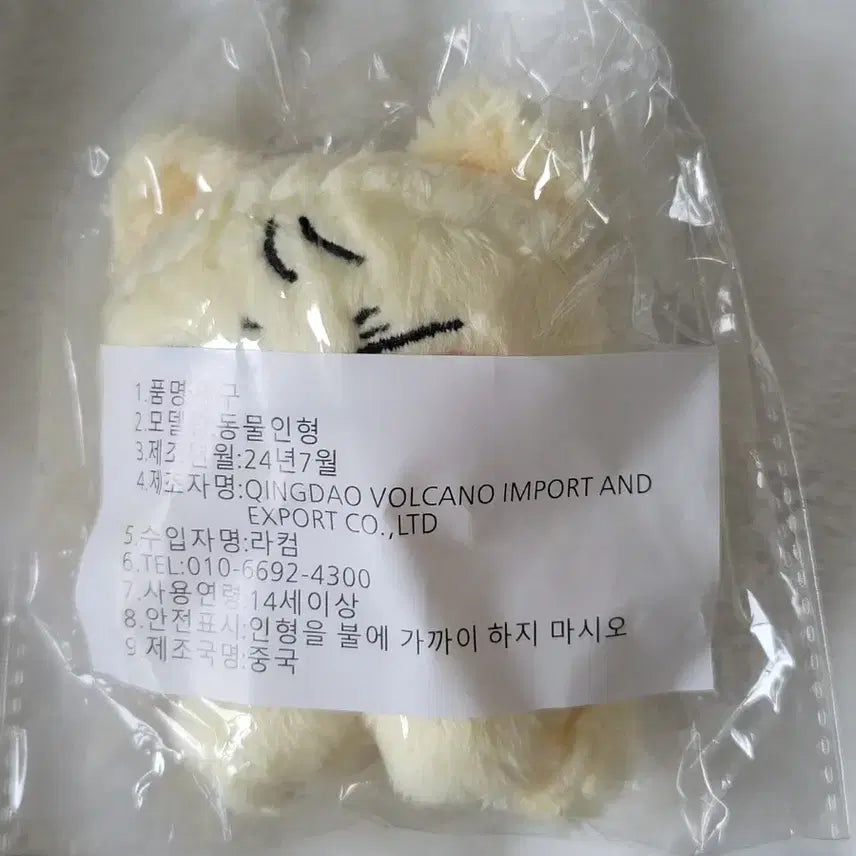 1.품명 구
2.모델 동물인형
3.제조년월:24년7월
4.제조자명:QINGDAO VOLCANO IMPORT AND
EXPORT CO.,LTD
5.수입자명:라컴
6.TEL:010-6692-4300
7.사용연령:14세이상
8.안전표시:인형을 불에 가까이 하지 마시오
9 제조국명:중국